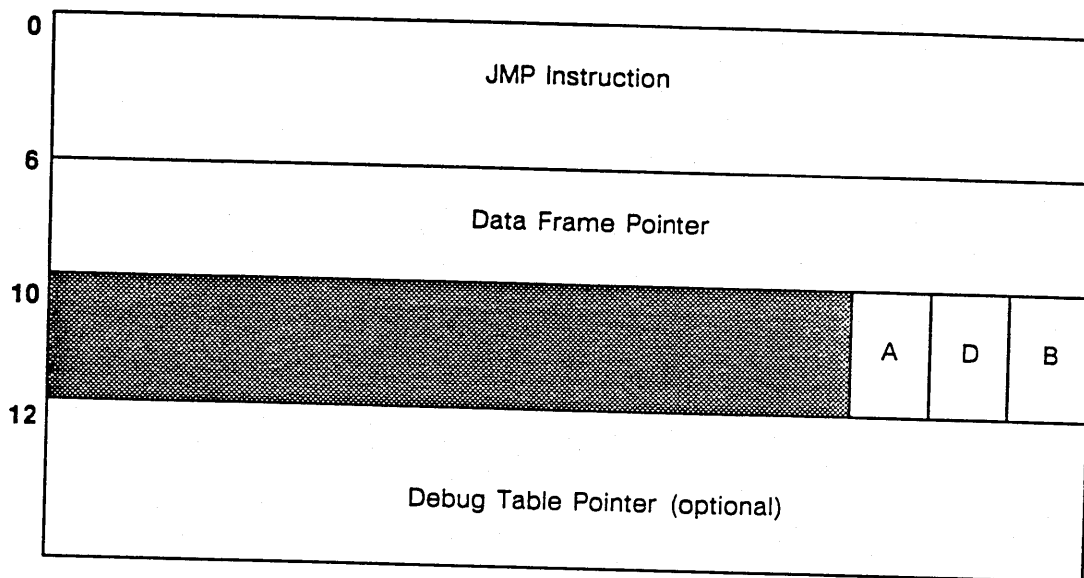 0
JMP Instruction
6
Data Frame Pointer
10
A D B
12
Debug Table Pointer (optional)